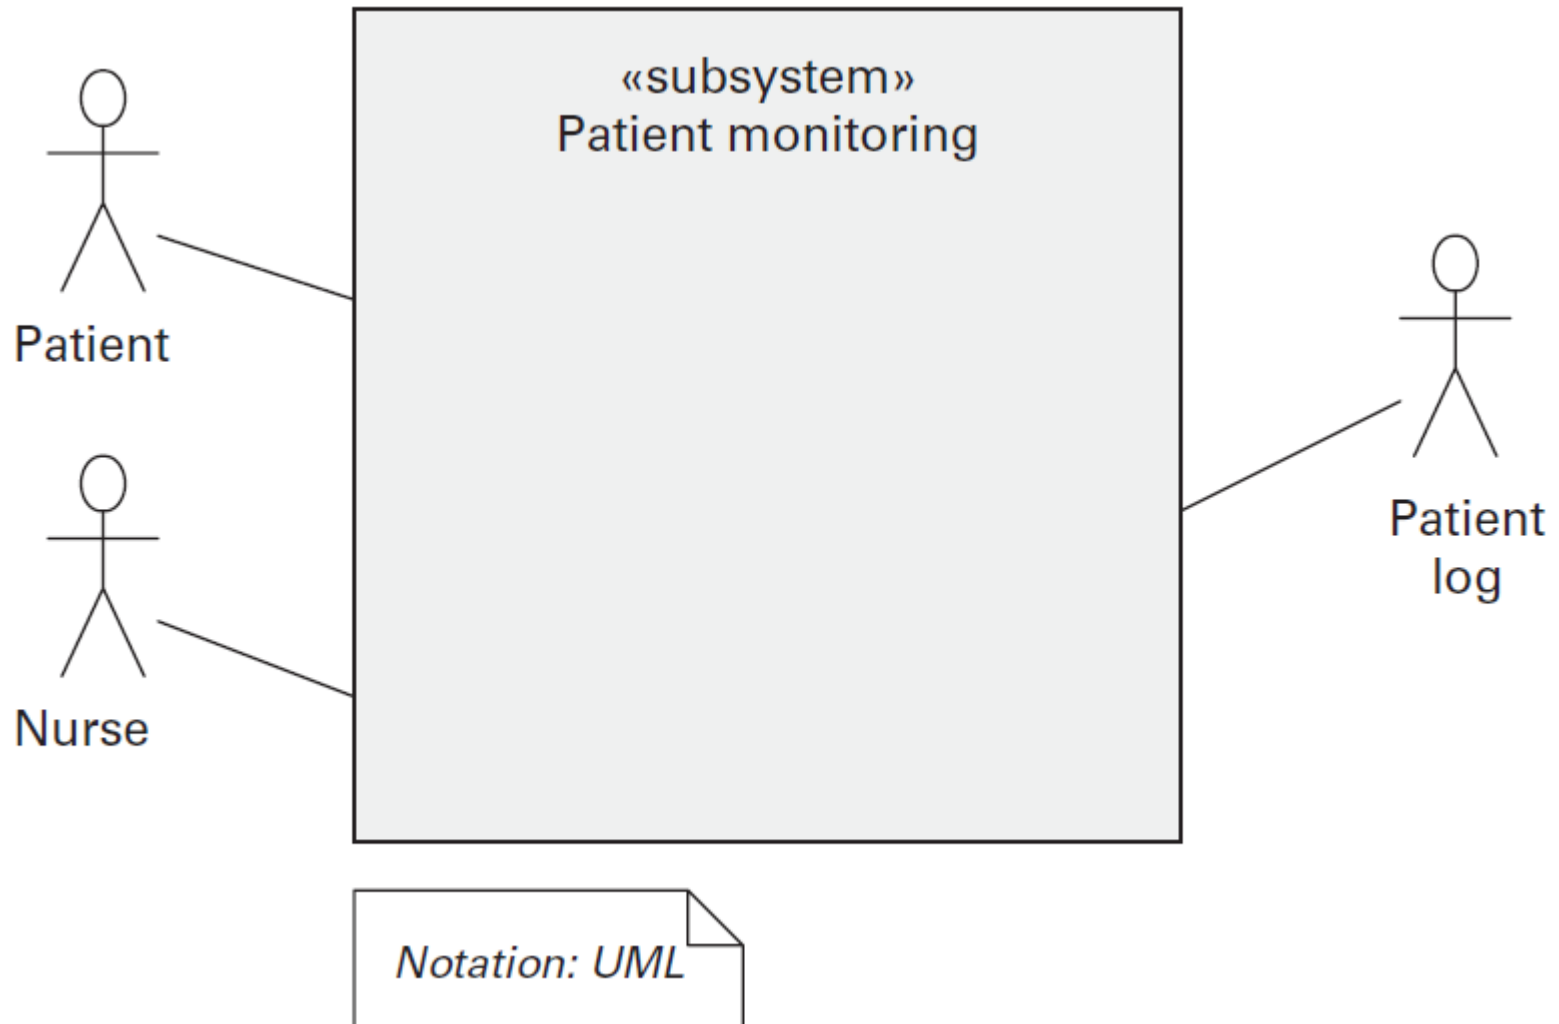 «subsystem»
Patient monitoring
Patient
Nurse
Patient
log
Notation: UML